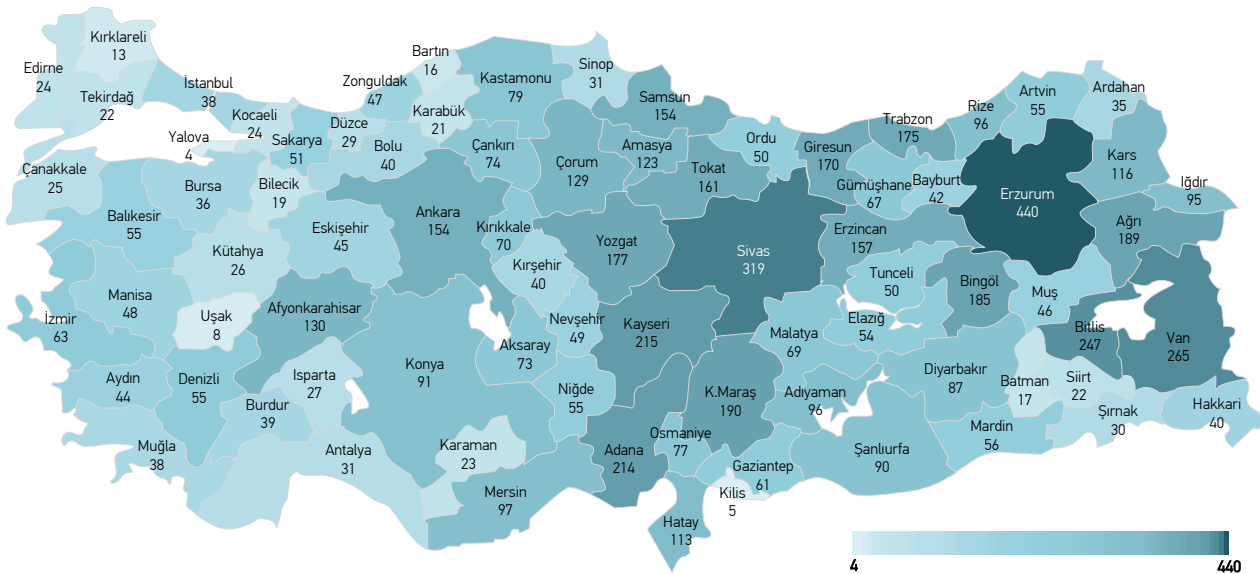 Kırklareli
13
Edirne
24
Tekirdağ
22
İstanbul
38
Kocaeli
24
Yalova
4
Sakarya
51
Düzce
29
Zonguldak
47
Bartın
16
Karabük
21
Bolu
40
Kastamonu
79
Sinop
31
Samsun
154
Çankırı
74
Çorum
129
Amasya
123
Tokat
161
Ordu
50
Giresun
170
Trabzon
175
Gümüşhane
67
Bayburt
42
Rize
96
Artvin
55
Ardahan
35
Kars
116
Iğdır
95
Erzurum
440
Ağrı
189
Çanakkale
25
Balıkesir
55
Bursa
36
Bilecik
19
Kütahya
26
Eskişehir
45
Ankara
154
Kırıkkale
70
Kırşehir
40
Yozgat
177
Sivas
319
Erzincan
157
Tunceli
50
Bingöl
185
Muş
46
Bitlis
247
Van
265
Manisa
48
İzmir
63
Uşak
8
Afyonkarahisar
130
Konya
91
Aksaray
73
Nevşehir
49
Kayseri
215
Malatya
69
Elazığ
54
Diyarbakır
87
Batman
17
Siirt
22
Şırnak
30
Hakkari
40
Aydın
44
Denizli
55
Isparta
27
Burdur
39
Muğla
38
Antalya
31
Karaman
23
Mersin
97
Niğde
55
Adana
214
K.Maraş
190
Osmaniye
77
Adıyaman
96
Gaziantep
61
Kilis
5
Hatay
113
Şanlıurfa
90
Mardin
56
4
440